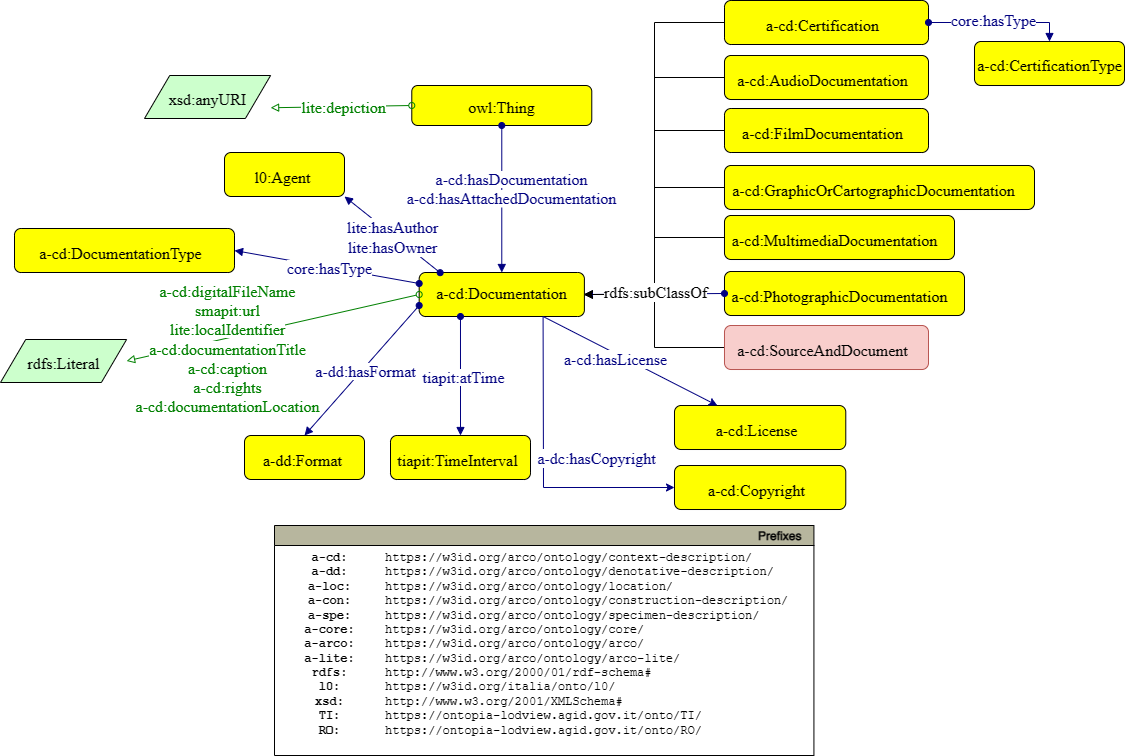 a-cd:Certification
core:hasType
a-cd:CertificationType
a-cd:AudioDocumentation
xsd:anyURI
lite:depiction
owl:Thing
a-cd:FilmDocumentation
l0:Agent
a-cd:hasDocumentation
a-cd:hasAttachedDocumentation
a-cd:GraphicOrCartographicDocumentation
lite:hasAuthor
lite:hasOwner
a-cd:MultimediaDocumentation
a-cd:DocumentationType
core:hasType
a-cd:Documentation
rdfs:subClassOf
a-cd:PhotographicDocumentation
a-cd:digitalFileName
smapit:url
lite:localIdentifier
a-cd:documentationTitle
a-cd:caption
a-cd:rights
a-cd:documentationLocation
rdfs:Literal
a-cd:SourceAndDocument
a-dd:hasFormat
tiapit:atTime
a-cd:hasLicense
a-cd:License
a-dd:Format
tiapit:TimeInterval
a-dc:hasCopyright
a-cd:Copyright
Prefixes
a-cd: https://w3id.org/arco/ontology/context-description/
a-dd: https://w3id.org/arco/ontology/denotative-description/
a-loc: https://w3id.org/arco/ontology/location/
a-con: https://w3id.org/arco/ontology/construction-description/
a-spe: https://w3id.org/arco/ontology/specimen-description/
a-core: https://w3id.org/arco/ontology/core/
a-arco: https://w3id.org/arco/ontology/arco/
a-lite: https://w3id.org/arco/ontology/arco-lite/
rdfs: http://www.w3.org/2000/01/rdf-schema#
l0: https://w3id.org/italia/onto/l0/
xsd: http://www.w3.org/2001/XMLSchema#
TI: https://ontopia-lodview.agid.gov.it/onto/TI/
RO: https://ontopia-lodview.agid.gov.it/onto/RO/